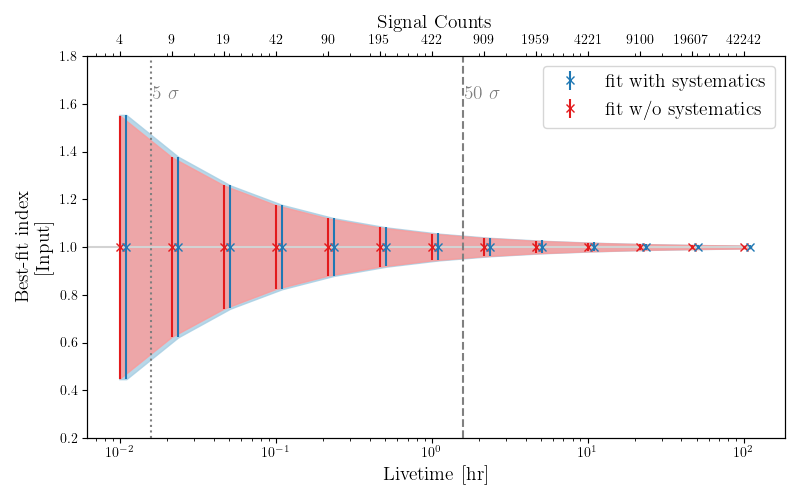 Signal Counts
4 9 19 42 90 195 422 909 1959 4221 9100 19607 42242
1.8
1.6
1.4
1.2
1.0
0.8
0.6
0.4
0.2
Best-fit index
[Input]
5 σ
50 σ
fit with systematics
fit w/o systematics
10⁻² 10⁻¹ 10⁰ 10¹ 10²
Livetime [hr]